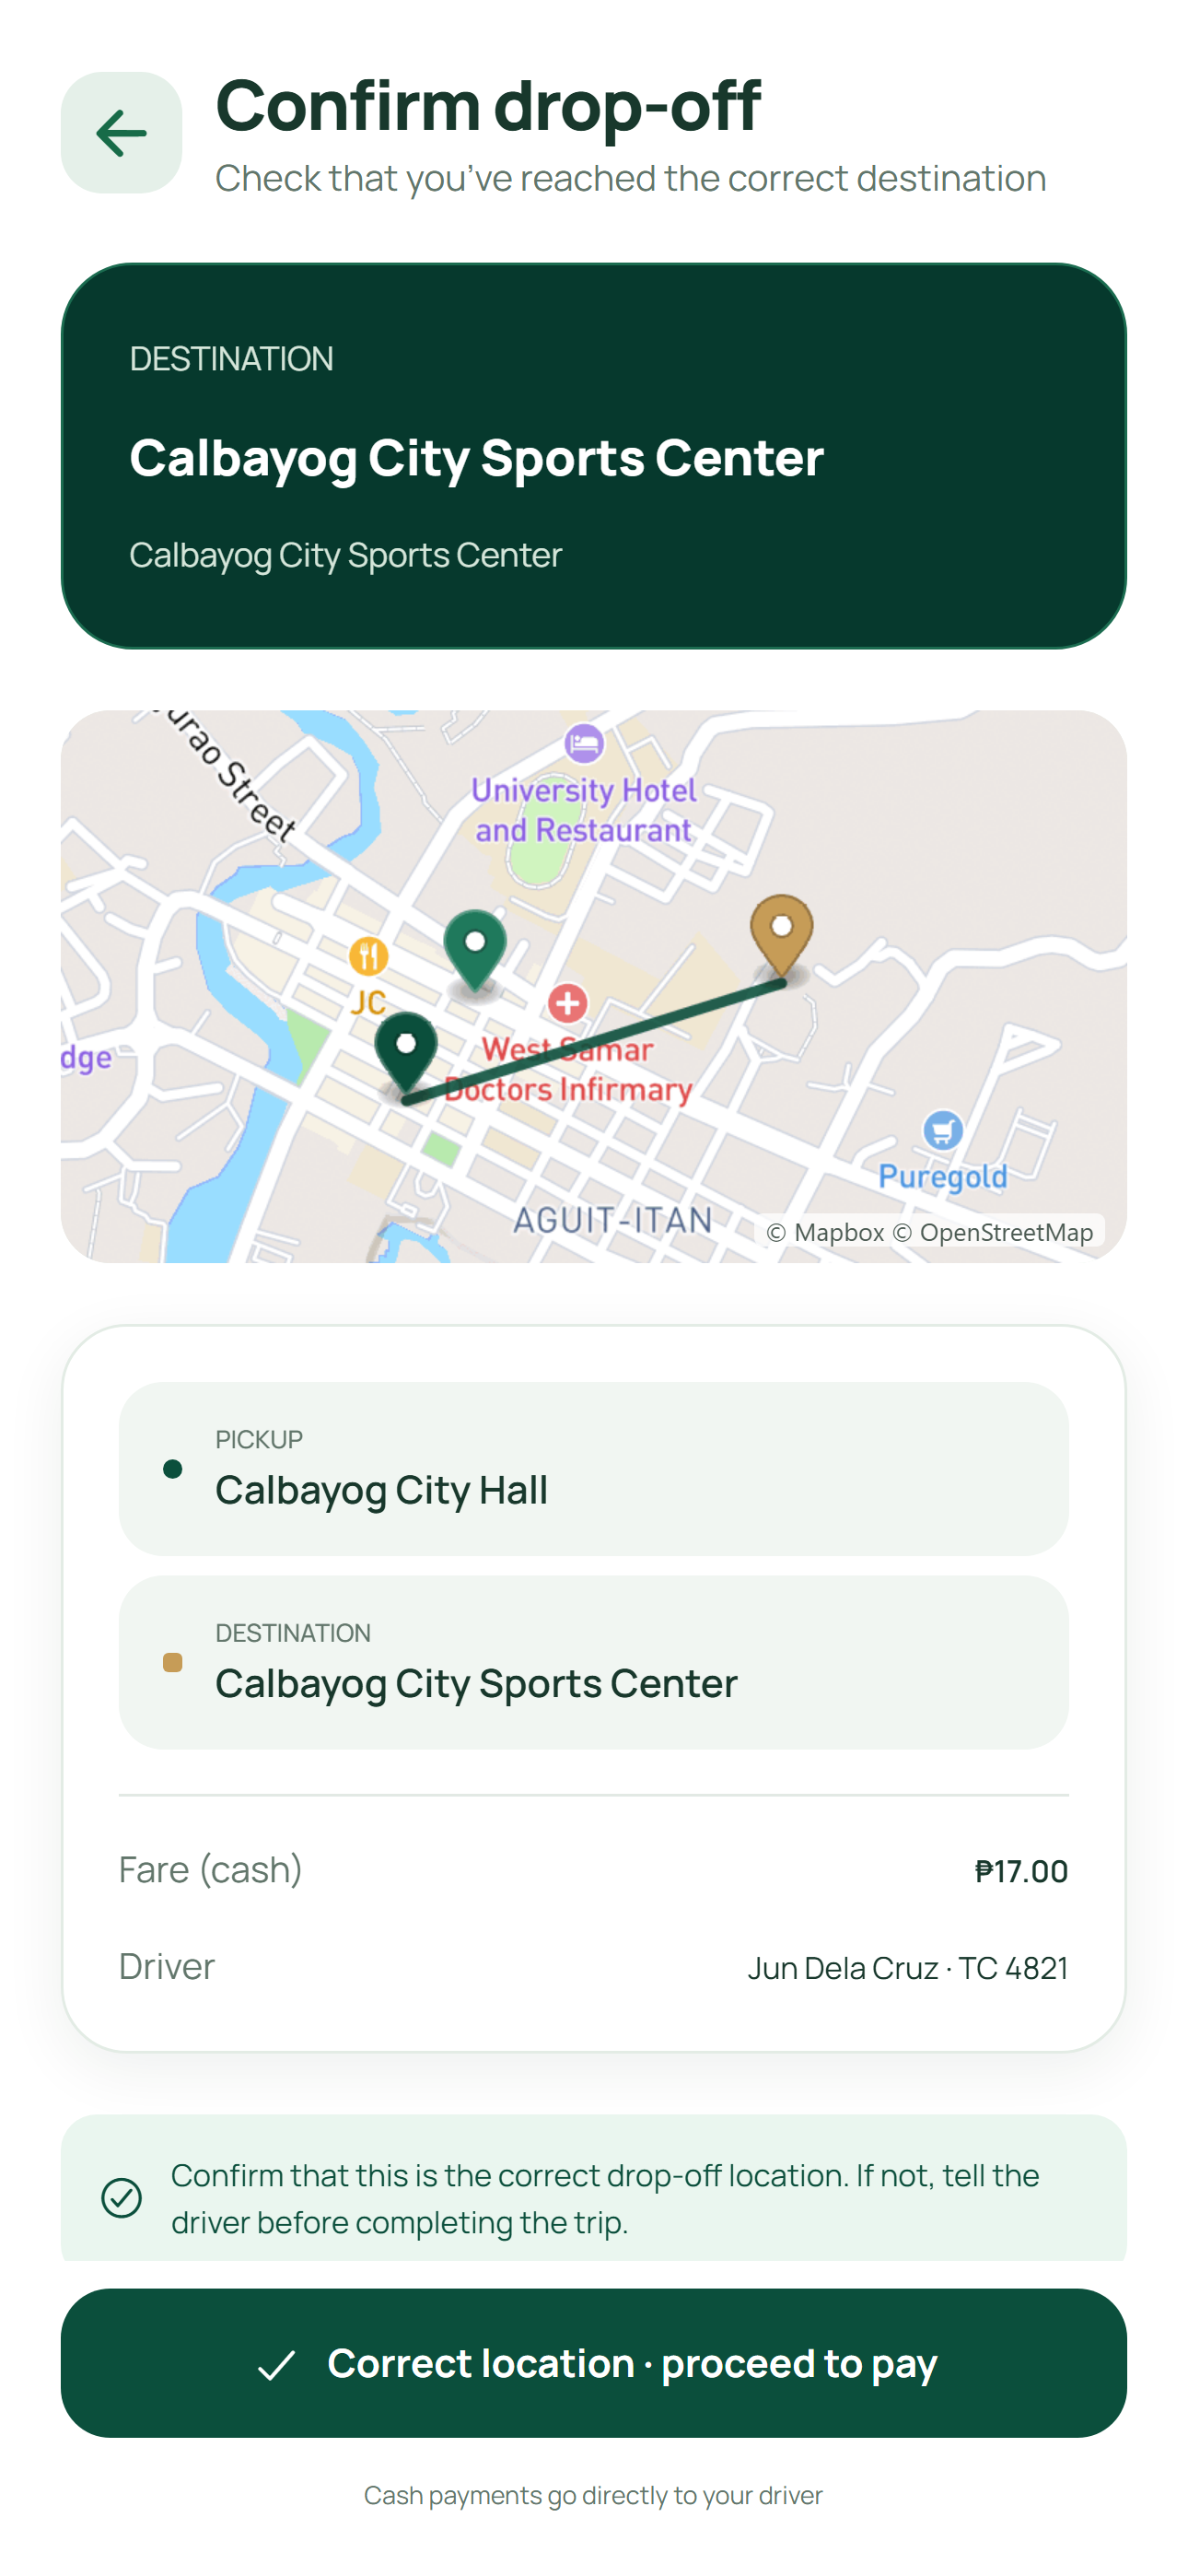 Confirm drop-off
Check that you've reached the correct destination
DESTINATION
Calbayog City Sports Center
Calbayog City Sports Center
urao Street
University Hotel
and Restaurant
JC
West Samar
Doctors Infirmary
dge
Puregold
AGUIT-ITAN
© Mapbox © OpenStreetMap
PICKUP
Calbayog City Hall
DESTINATION
Calbayog City Sports Center
Fare (cash)
₱17.00
Driver
Jun Dela Cruz · TC 4821
Confirm that this is the correct drop-off location. If not, tell the
driver before completing the trip.
Correct location · proceed to pay
Cash payments go directly to your driver